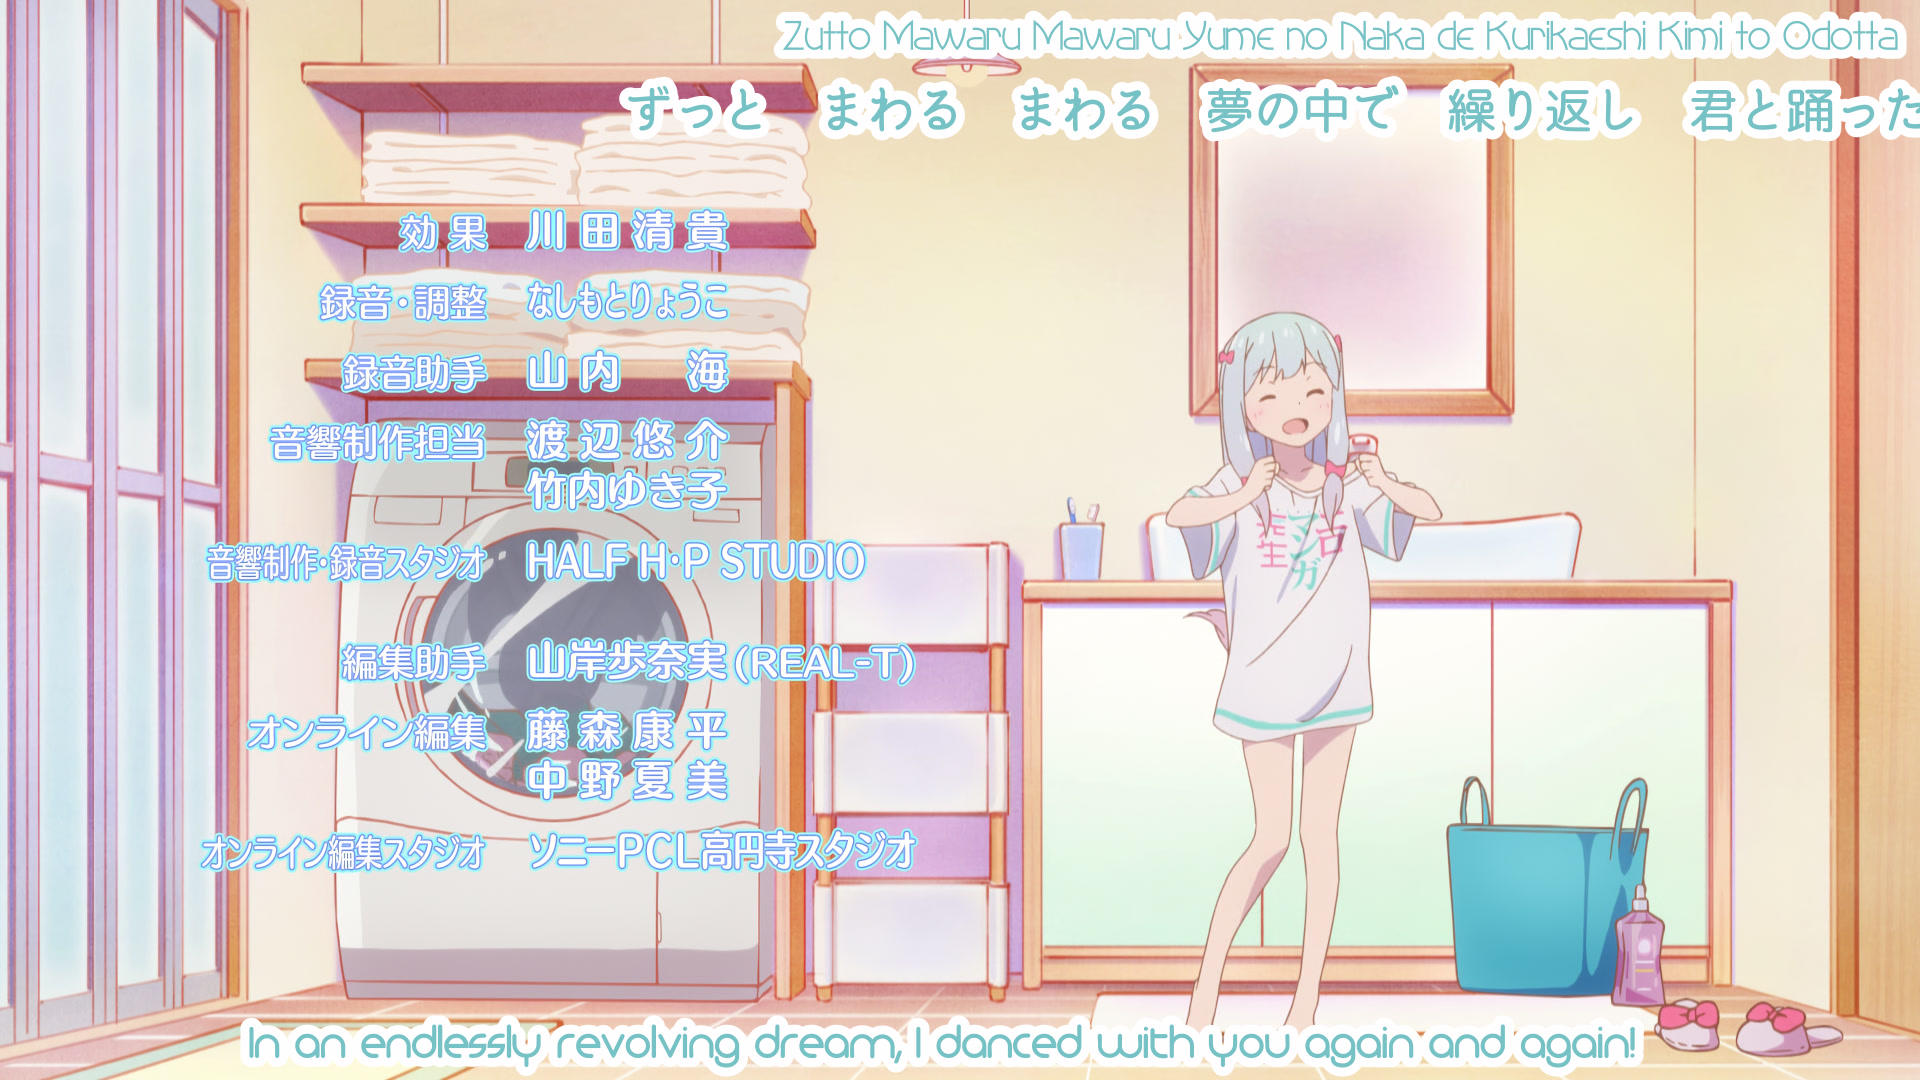 Zutto Mawaru Mawaru Yume no Naka de Kurikaeshi Kimi to Odotta
ずっと　まわる　まわる　夢の中で　繰り返し　君と踊った
効果　川田清貴
録音・調整　なしもとりょうこ
録音助手　山内　海
音響制作担当　渡辺悠介
竹内ゆき子
音響制作・録音スタジオ　HALF H・P STUDIO
編集助手　山岸歩奈実(REAL-T)
オンライン編集　藤森康平
中野夏美
オンライン編集スタジオ　ソニーPCL高円寺スタジオ
マンガ
In an endlessly revolving dream, I danced with you again and again!